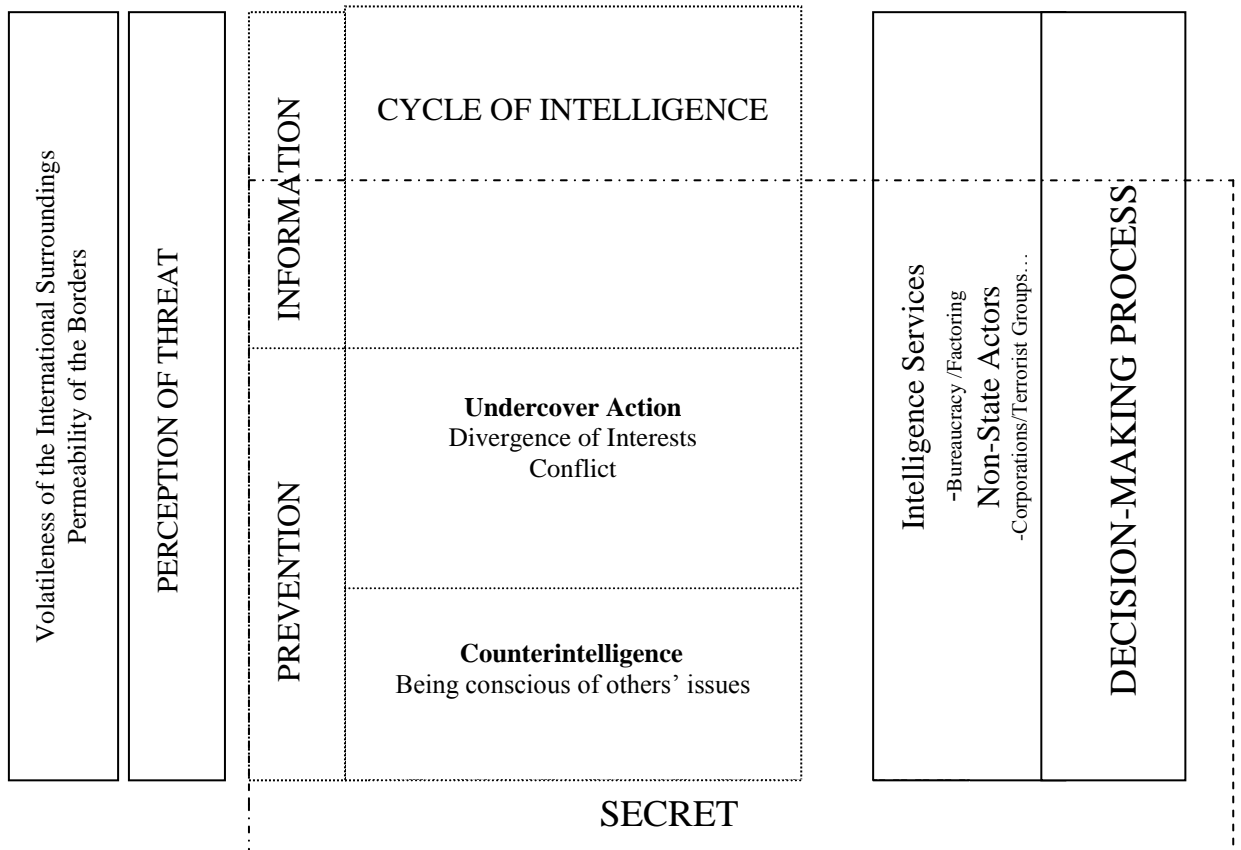 Volatileness of the International Surroundings
Permeability of the Borders
PERCEPTION OF THREAT
INFORMATION
PREVENTION
CYCLE OF INTELLIGENCE
Undercover Action
Divergence of Interests
Conflict
Counterintelligence
Being conscious of others’ issues
Intelligence Services
-Bureaucracy /Factoring
Non-State Actors
-Corporations/Terrorist Groups…
DECISION-MAKING PROCESS
SECRET